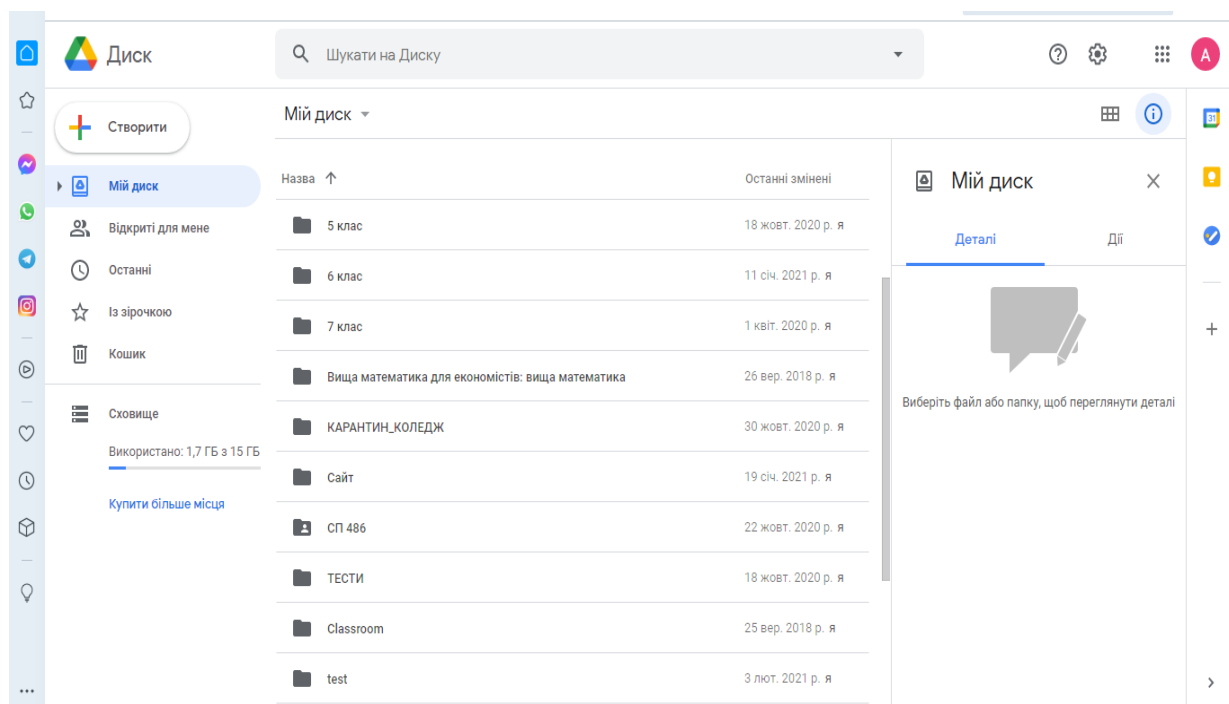 Диск
Шукати на Диску
A
Створити
Мій диск
Відкриті для мене
Останні
Із зірочкою
Кошик
Сховище
Використано: 1,7 ГБ з 15 ГБ
Купити більше місця
Мій диск
Назва Останні змінені
5 клас 18 жовт. 2020 р. я
6 клас 11 січ. 2021 р. я
7 клас 1 квіт. 2020 р. я
Вища математика для економістів: вища математика 26 вер. 2018 р. я
КАРАНТИН_КОЛЕДЖ 30 жовт. 2020 р. я
Сайт 19 січ. 2021 р. я
СП 486 22 жовт. 2020 р. я
ТЕСТИ 18 жовт. 2020 р. я
Classroom 25 вер. 2018 р. я
test 3 лют. 2021 р. я
Мій диск
Деталі Дії
Виберіть файл або папку, щоб переглянути деталі
31